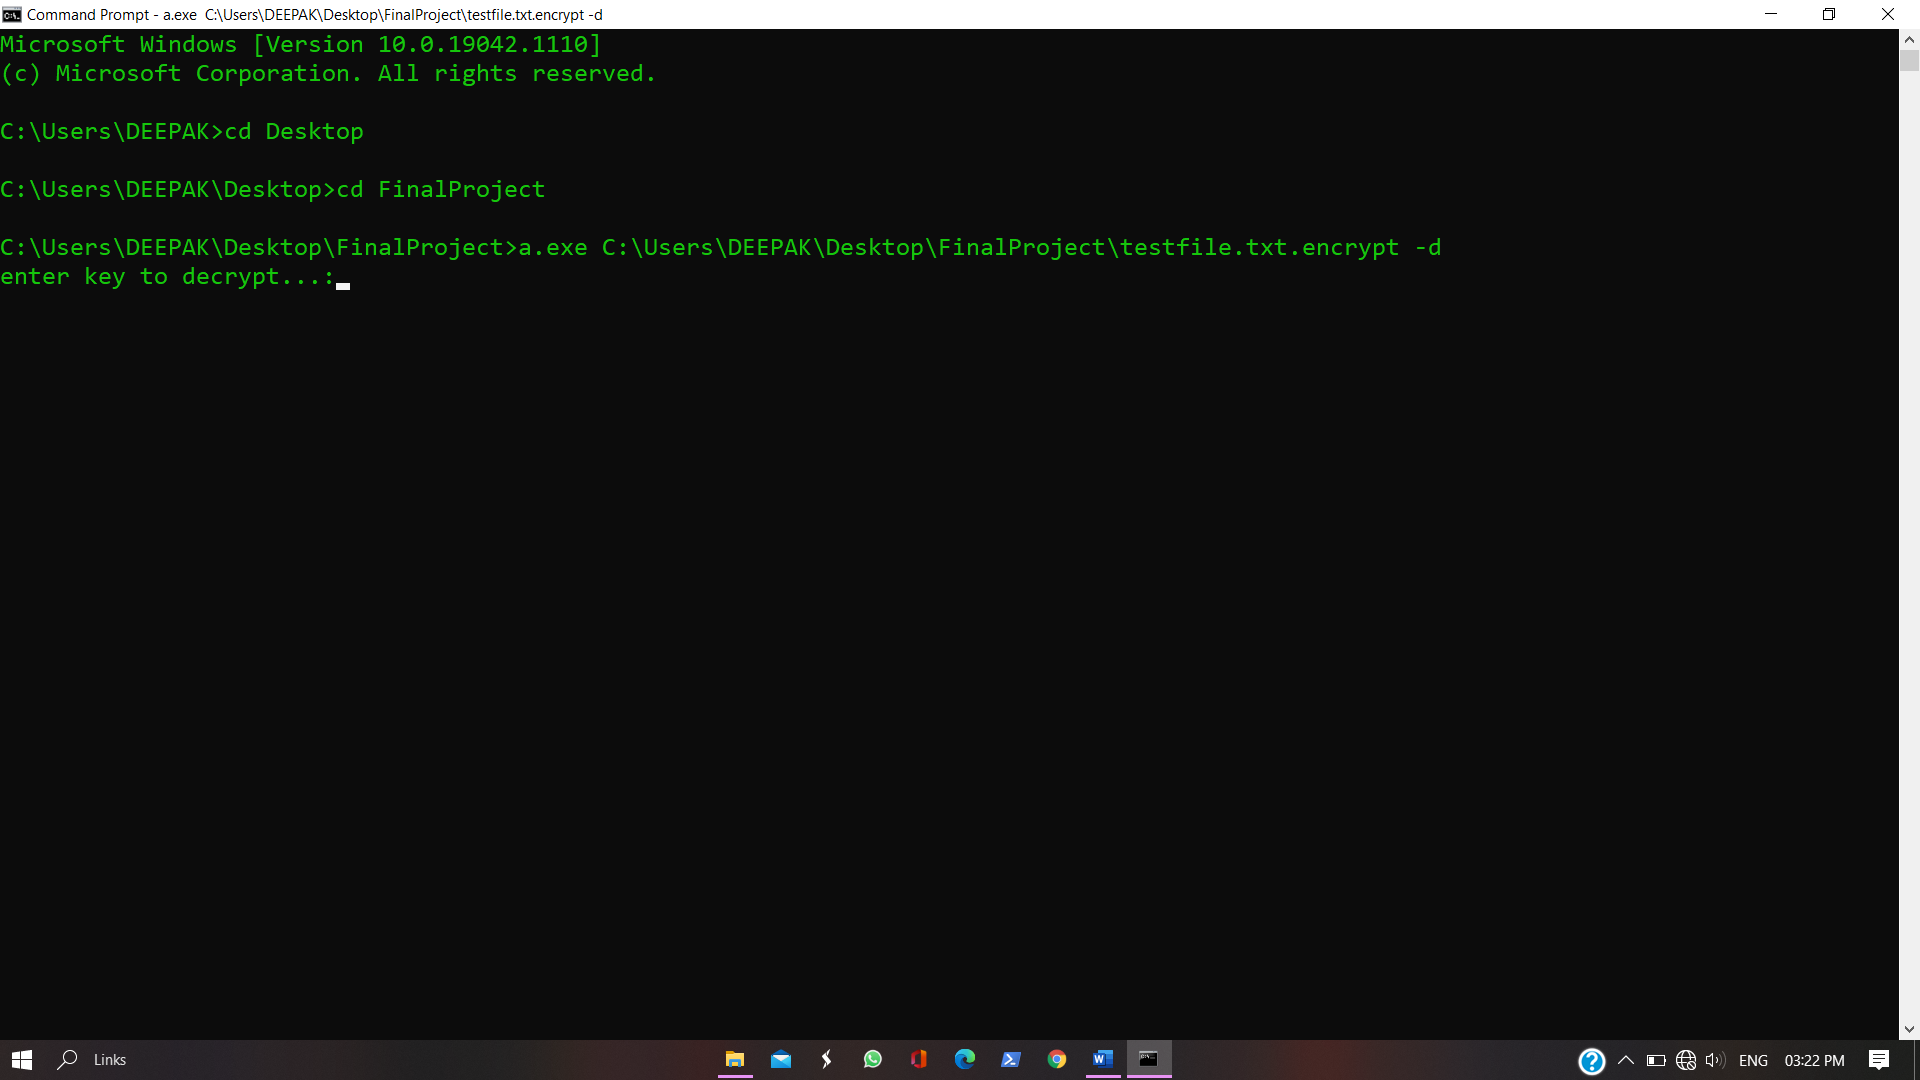 Command Prompt - a.exe  C:\Users\DEEPAK\Desktop\FinalProject\testfile.txt.encrypt -d
Microsoft Windows [Version 10.0.19042.1110]
(c) Microsoft Corporation. All rights reserved.
C:\Users\DEEPAK>cd Desktop
C:\Users\DEEPAK\Desktop>cd FinalProject
C:\Users\DEEPAK\Desktop\FinalProject>a.exe C:\Users\DEEPAK\Desktop\FinalProject\testfile.txt.encrypt -d
enter key to decrypt...:
Links
ENG
03:22 PM